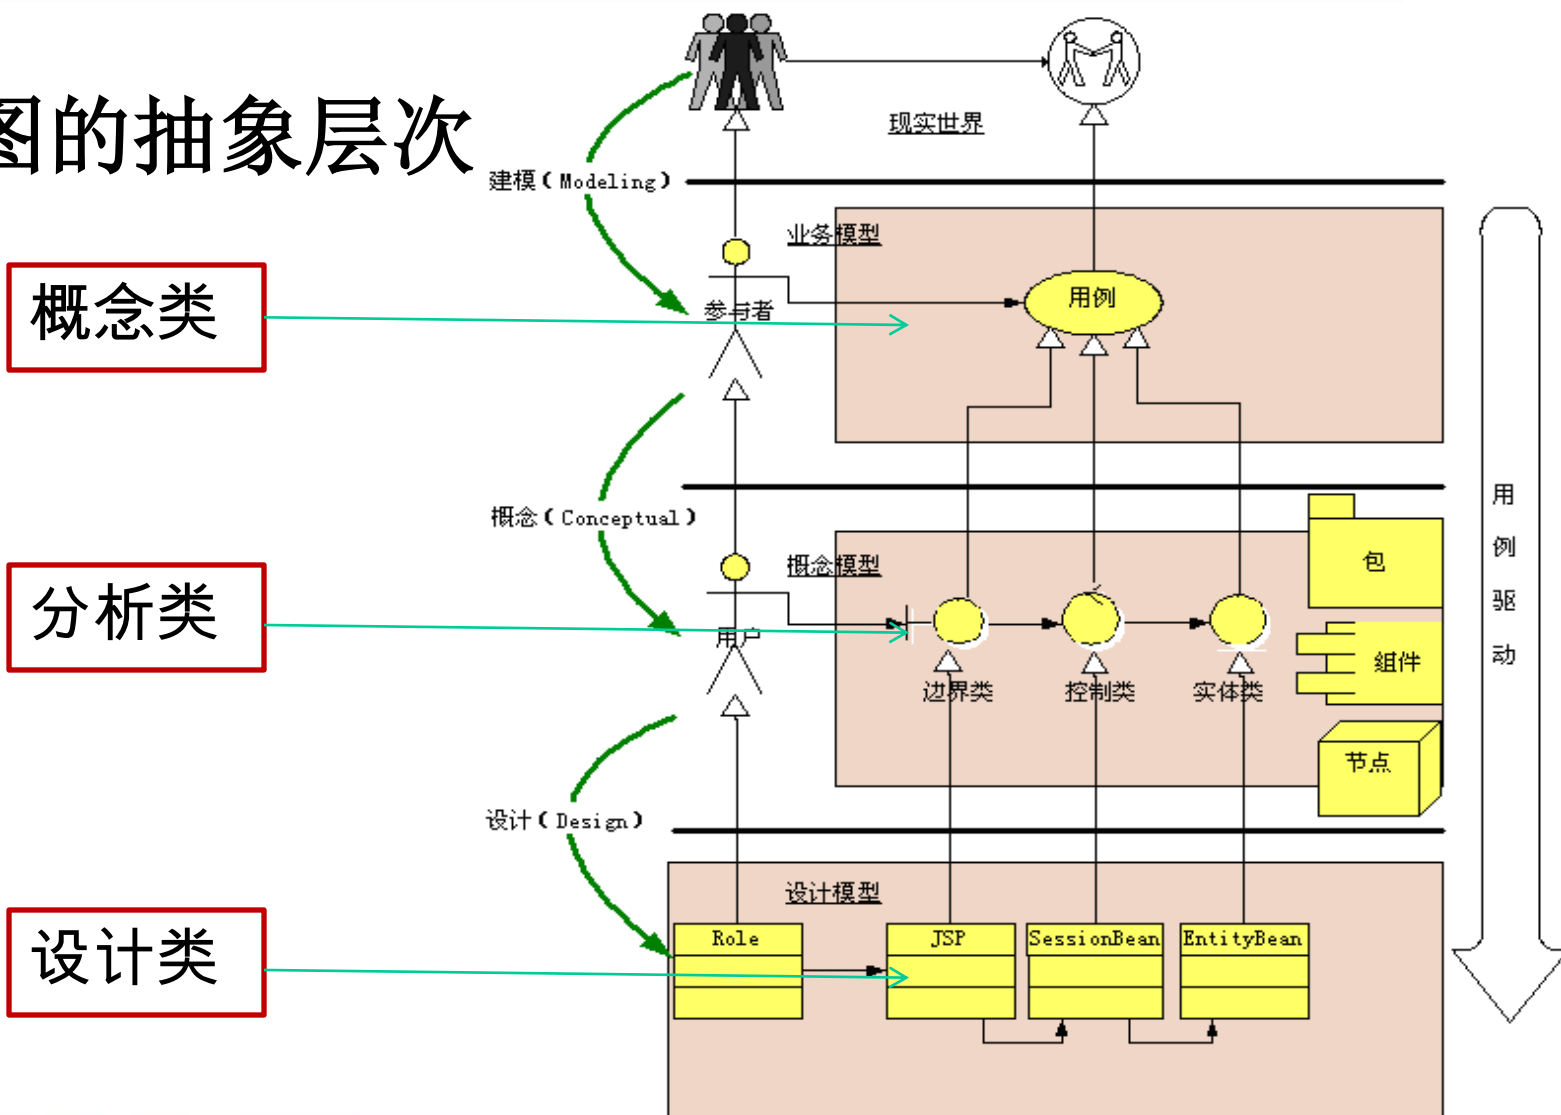 图的抽象层次
现实世界
建模(Modeling)
业务模型
概念类
用例
参与者
概念(Conceptual)
用例驱动
概念模型
包
分析类
用户
组件
边界类
控制类
实体类
节点
设计(Design)
设计模型
设计类
Role
JSP
SessionBean
EntityBean